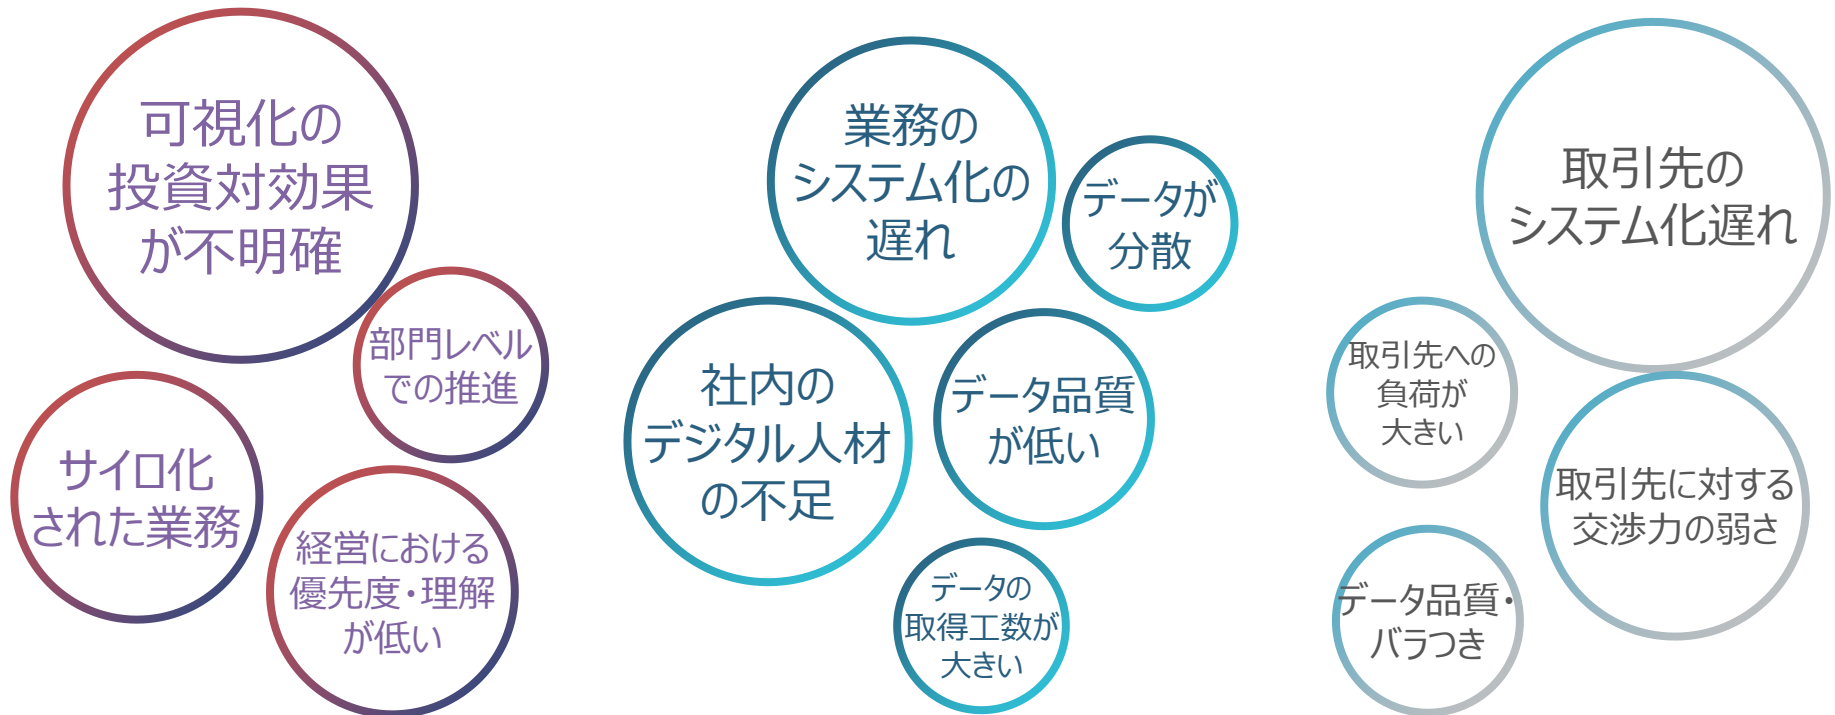 可視化の
投資対効果
が不明確
部門レベル
での推進
サイロ化
された業務
経営における
優先度・理解
が低い
業務の
システム化の
遅れ
データが
分散
社内の
デジタル人材
の不足
データ品質
が低い
データの
取得工数が
大きい
取引先の
システム化遅れ
取引先への
負荷が
大きい
取引先に対する
交渉力の弱さ
データ品質・
バラつき